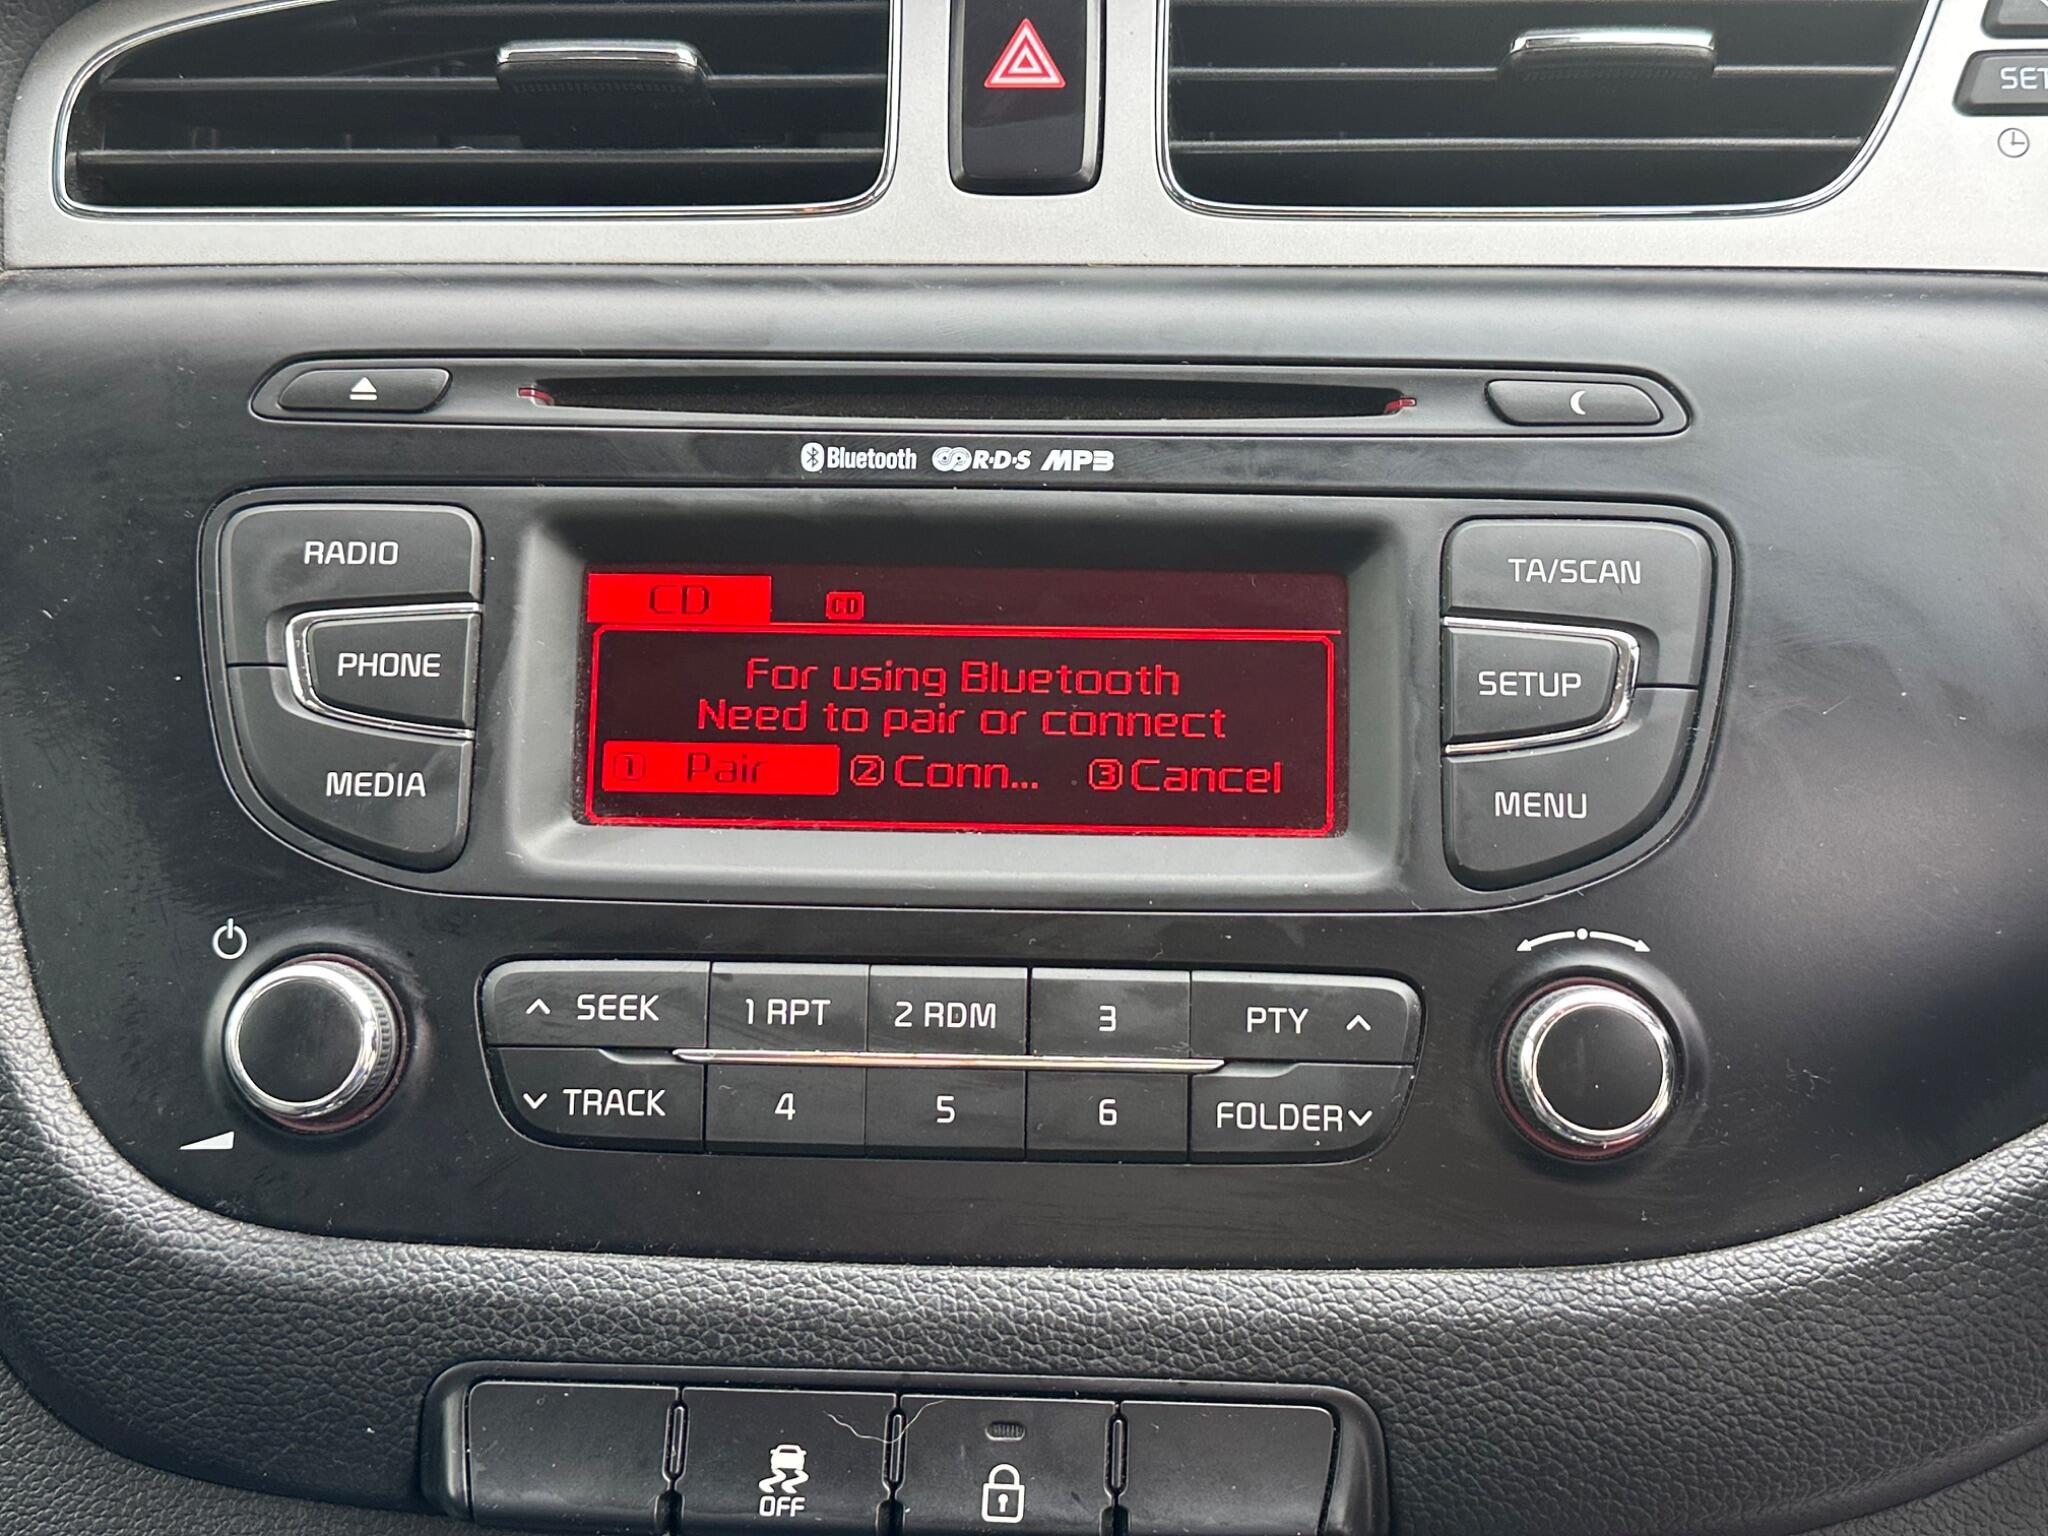 SET
Bluetooth R·D·S MP3
RADIO
PHONE
MEDIA
CD CD
For using Bluetooth
Need to pair or connect
1 Pair 2 Conn... 3 Cancel
TA/SCAN
SETUP
MENU
SEEK 1 RPT 2 RDM 3 PTY
TRACK 4 5 6 FOLDER
OFF